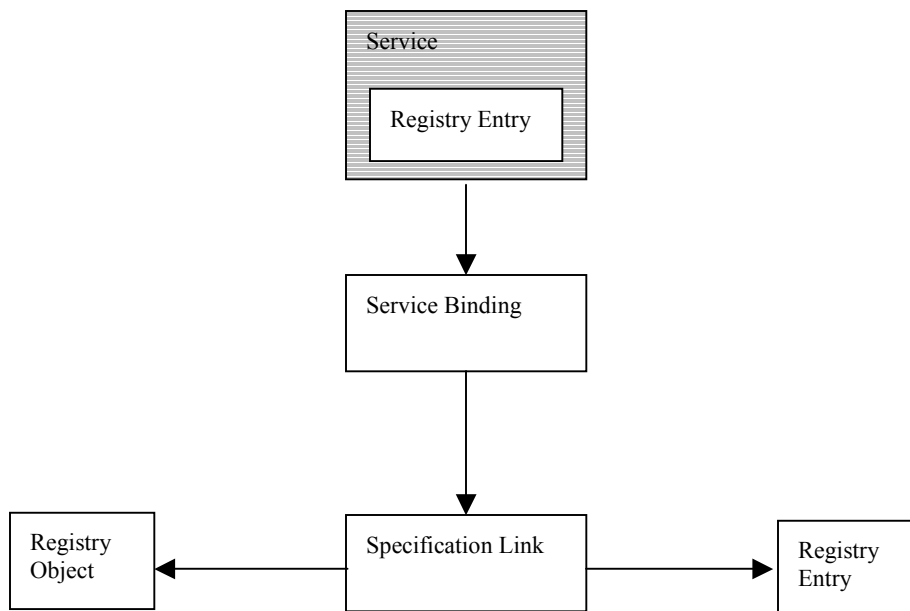 Service
Registry Entry
Service Binding
Registry
Object
Specification Link
Registry
Entry